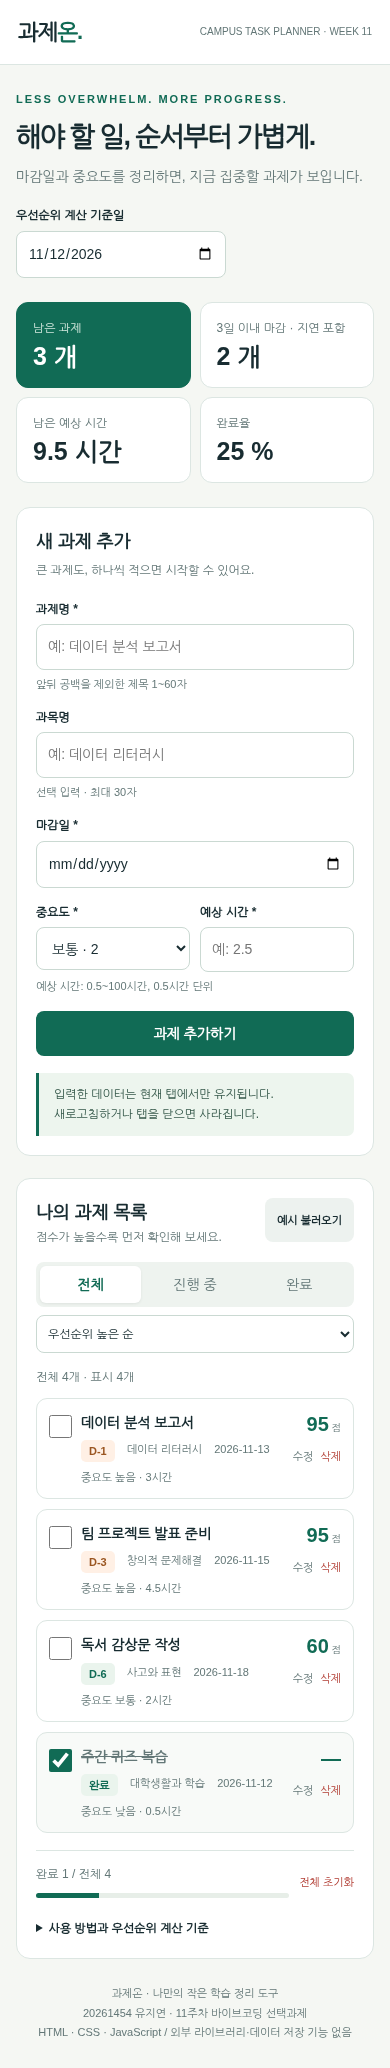 과제온.
CAMPUS TASK PLANNER · WEEK 11
LESS OVERWHELM. MORE PROGRESS.
해야 할 일, 순서부터 가볍게.
마감일과 중요도를 정리하면, 지금 집중할 과제가 보입니다.
우선순위 계산 기준일
11/12/2026
남은 과제
3 개
3일 이내 마감 · 지연 포함
2 개
남은 예상 시간
9.5 시간
완료율
25 %
새 과제 추가
큰 과제도, 하나씩 적으면 시작할 수 있어요.
과제명 *
예: 데이터 분석 보고서
앞뒤 공백을 제외한 제목 1~60자
과목명
예: 데이터 리터러시
선택 입력 · 최대 30자
마감일 *
mm/dd/yyyy
중요도 *
예상 시간 *
보통 · 2
예: 2.5
예상 시간: 0.5~100시간, 0.5시간 단위
과제 추가하기
입력한 데이터는 현재 탭에서만 유지됩니다.
새로고침하거나 탭을 닫으면 사라집니다.
나의 과제 목록
점수가 높을수록 먼저 확인해 보세요.
예시 불러오기
전체 진행 중 완료
우선순위 높은 순
전체 4개 · 표시 4개
데이터 분석 보고서
95 점
D-1 데이터 리터러시 2026-11-13
수정 삭제
중요도 높음 · 3시간
팀 프로젝트 발표 준비
95 점
D-3 창의적 문제해결 2026-11-15
수정 삭제
중요도 높음 · 4.5시간
독서 감상문 작성
60 점
D-6 사고와 표현 2026-11-18
수정 삭제
중요도 보통 · 2시간
주간 퀴즈 복습
—
완료 대학생활과 학습 2026-11-12
수정 삭제
중요도 낮음 · 0.5시간
완료 1 / 전체 4
전체 초기화
사용 방법과 우선순위 계산 기준
과제온 · 나만의 작은 학습 정리 도구
20261454 유지연 · 11주차 바이브코딩 선택과제
HTML · CSS · JavaScript / 외부 라이브러리·데이터 저장 기능 없음